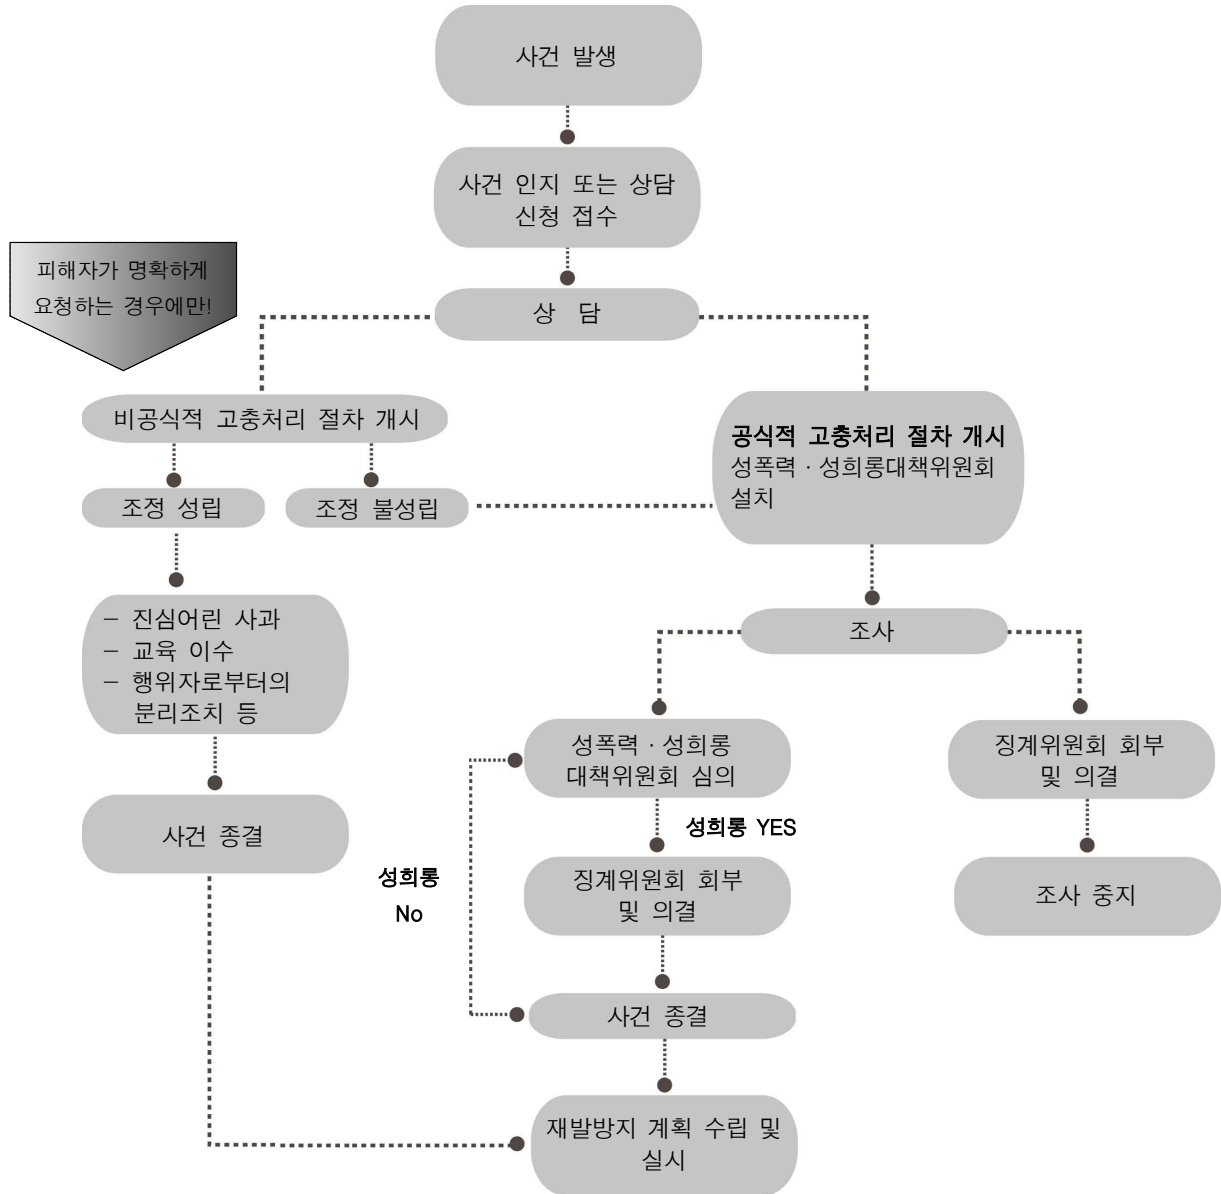 사건 발생
사건 인지 또는 상담
신청 접수
피해자가 명확하게
요청하는 경우에만!
상 담
비공식적 고충처리 절차 개시
공식적 고충처리 절차 개시
성폭력 · 성희롱대책위원회
설치
조정 성립
조정 불성립
– 진심어린 사과
– 교육 이수
– 행위자로부터의
분리조치 등
조사
성폭력 · 성희롱
대책위원회 심의
징계위원회 회부
및 의결
사건 종결
성희롱 YES
성희롱
No
징계위원회 회부
및 의결
조사 중지
사건 종결
재발방지 계획 수립 및
실시